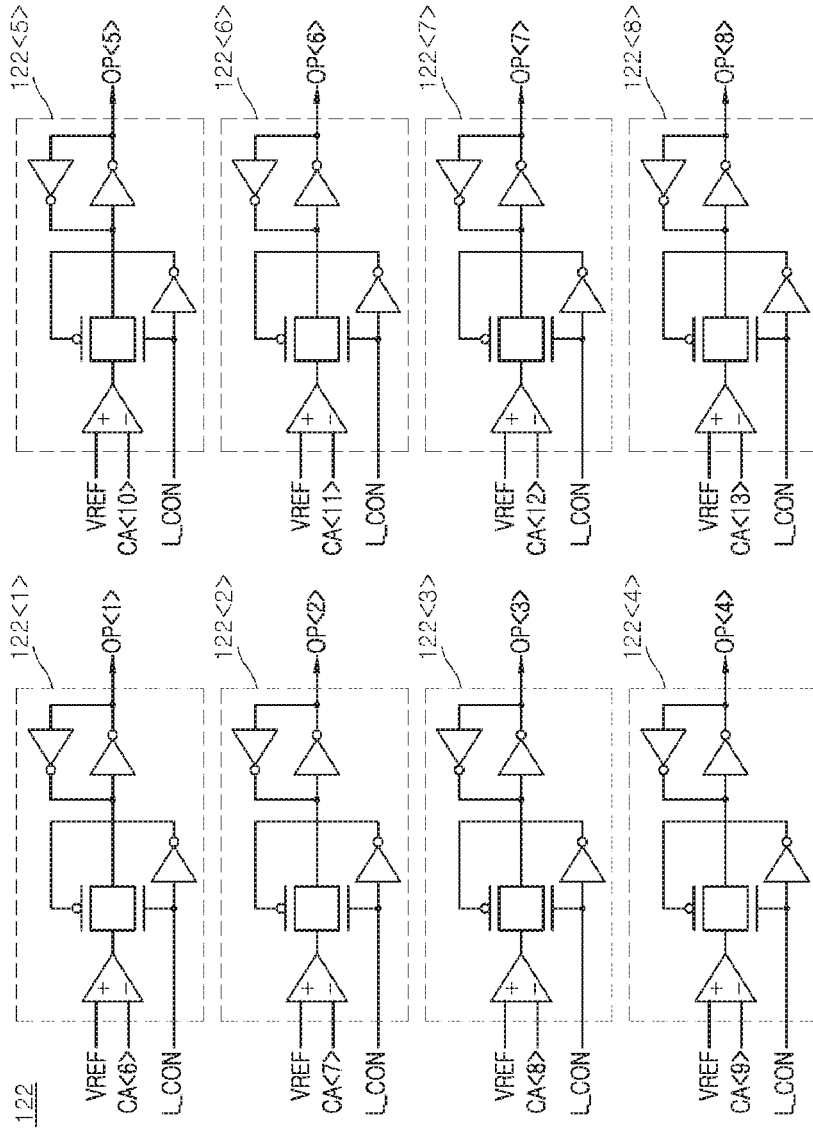 122
122<1>
VREF
CA<6>
L_CON
+
−
OP<1>
122<2>
VREF
CA<7>
L_CON
+
−
OP<2>
122<3>
VREF
CA<8>
L_CON
+
−
OP<3>
122<4>
VREF
CA<9>
L_CON
+
−
OP<4>
122<5>
VREF
CA<10>
L_CON
+
−
OP<5>
122<6>
VREF
CA<11>
L_CON
+
−
OP<6>
122<7>
VREF
CA<12>
L_CON
+
−
OP<7>
122<8>
VREF
CA<13>
L_CON
+
−
OP<8>